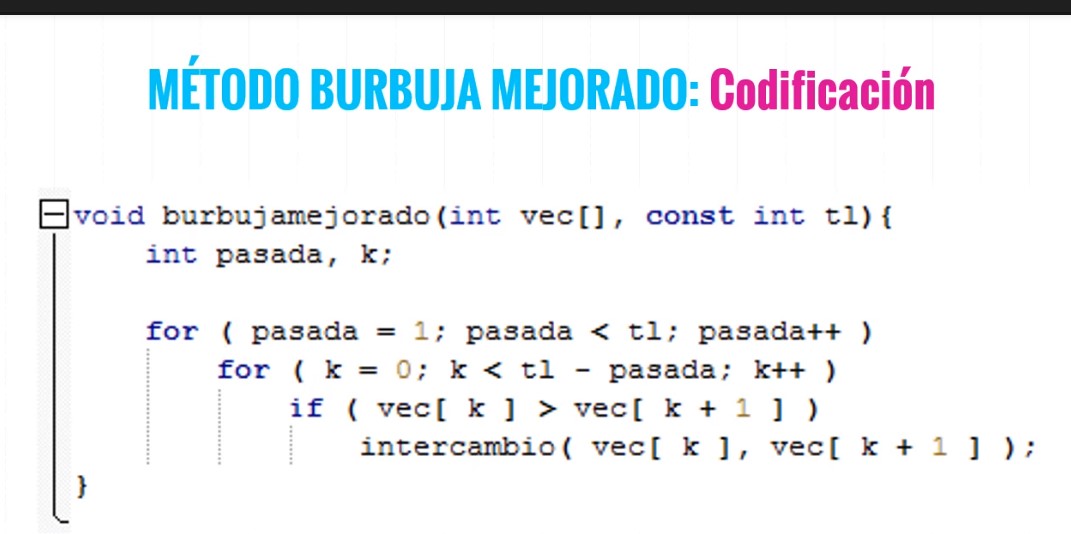 MÉTODO BURBUJA MEJORADO: Codificación
void burbujamejorado(int vec[], const int tl){
int pasada, k;
for ( pasada = 1; pasada < tl; pasada++ )
for ( k = 0; k < tl - pasada; k++ )
if ( vec[ k ] > vec[ k + 1 ] )
intercambio( vec[ k ], vec[ k + 1 ] );
}